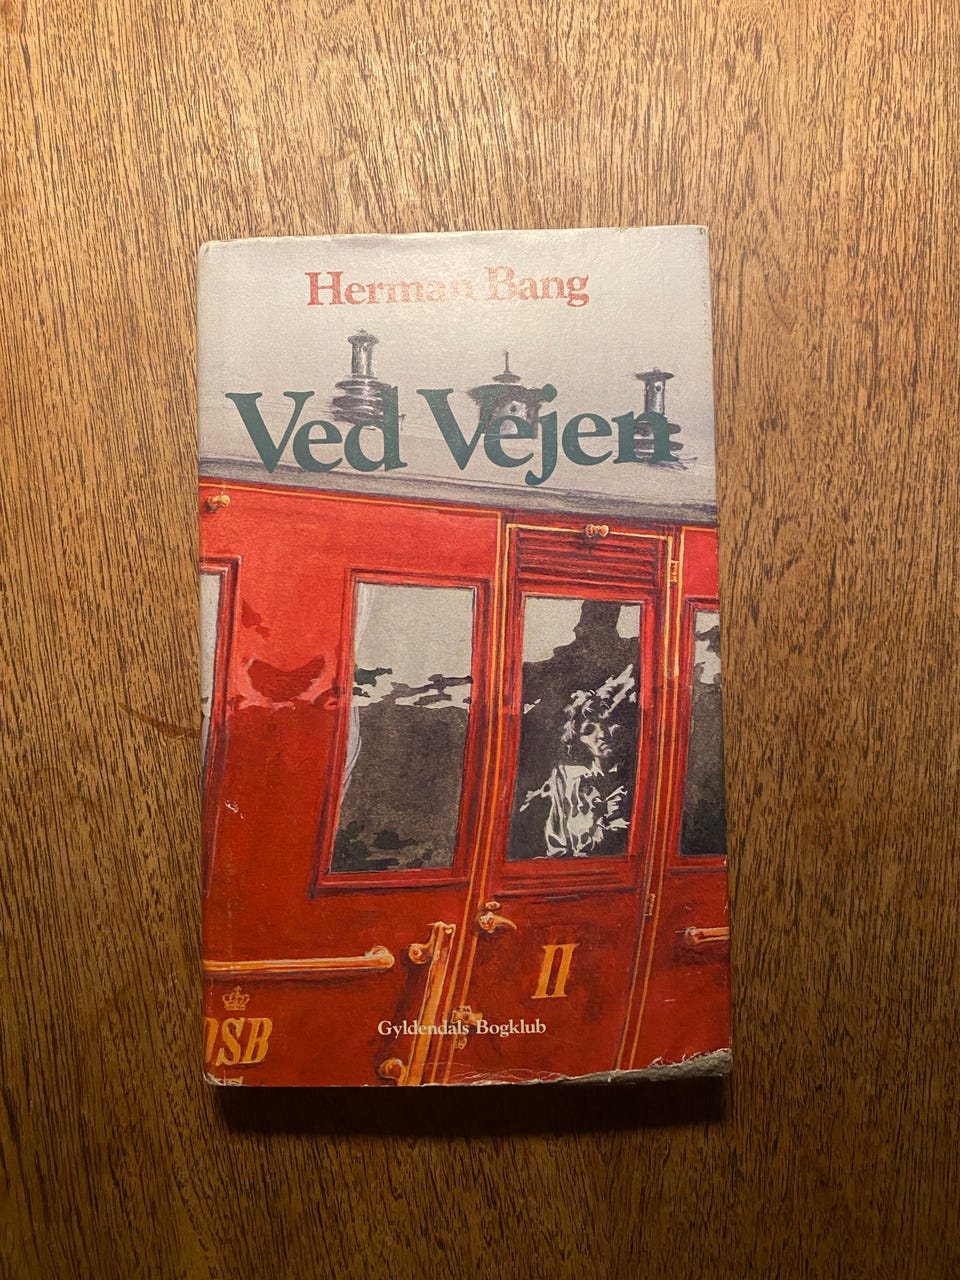 Herman Bang
Ved Vejen
II
Gyldendals Bogklub
DSB